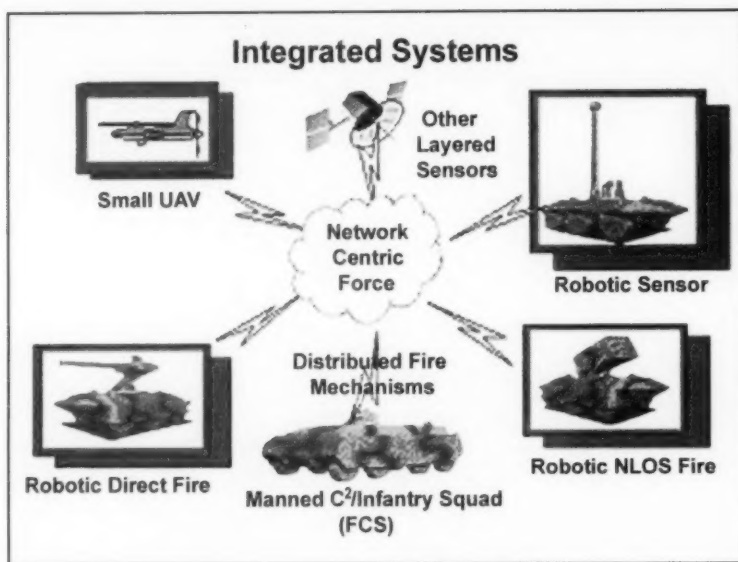 Integrated Systems
Small UAV
Other
Layered
Sensors
Network
Centric
Force
Robotic Sensor
Distributed Fire
Mechanisms
Robotic Direct Fire
Manned C²/Infantry Squad
(FCS)
Robotic NLOS Fire